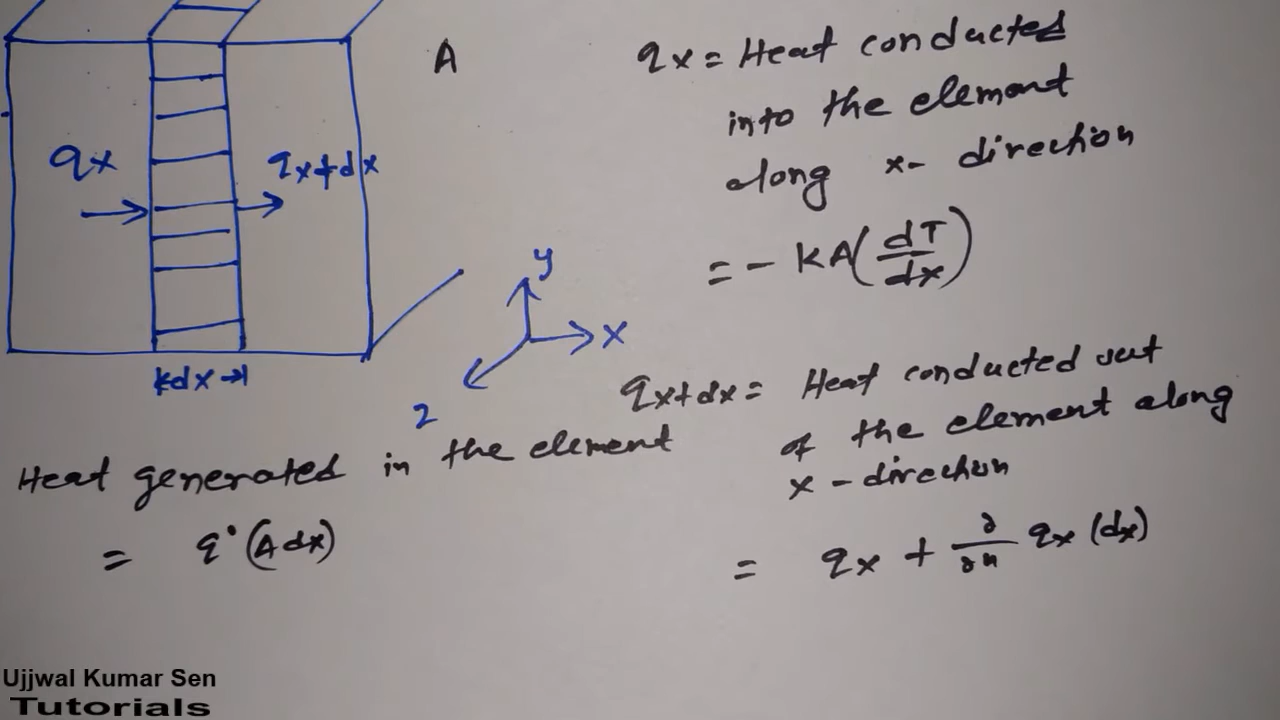 A
qx
qx+dx
y
x
z
kdx→
qx = Heat conducted
into the element
along x- direction
= - KA(dT/dx)
qx+dx = Heat conducted out
of the element along
x - direction
= qx + ∂/∂x qx (dx)
Heat generated in the element
= q° (Adx)
Ujjwal Kumar Sen
Tutorials